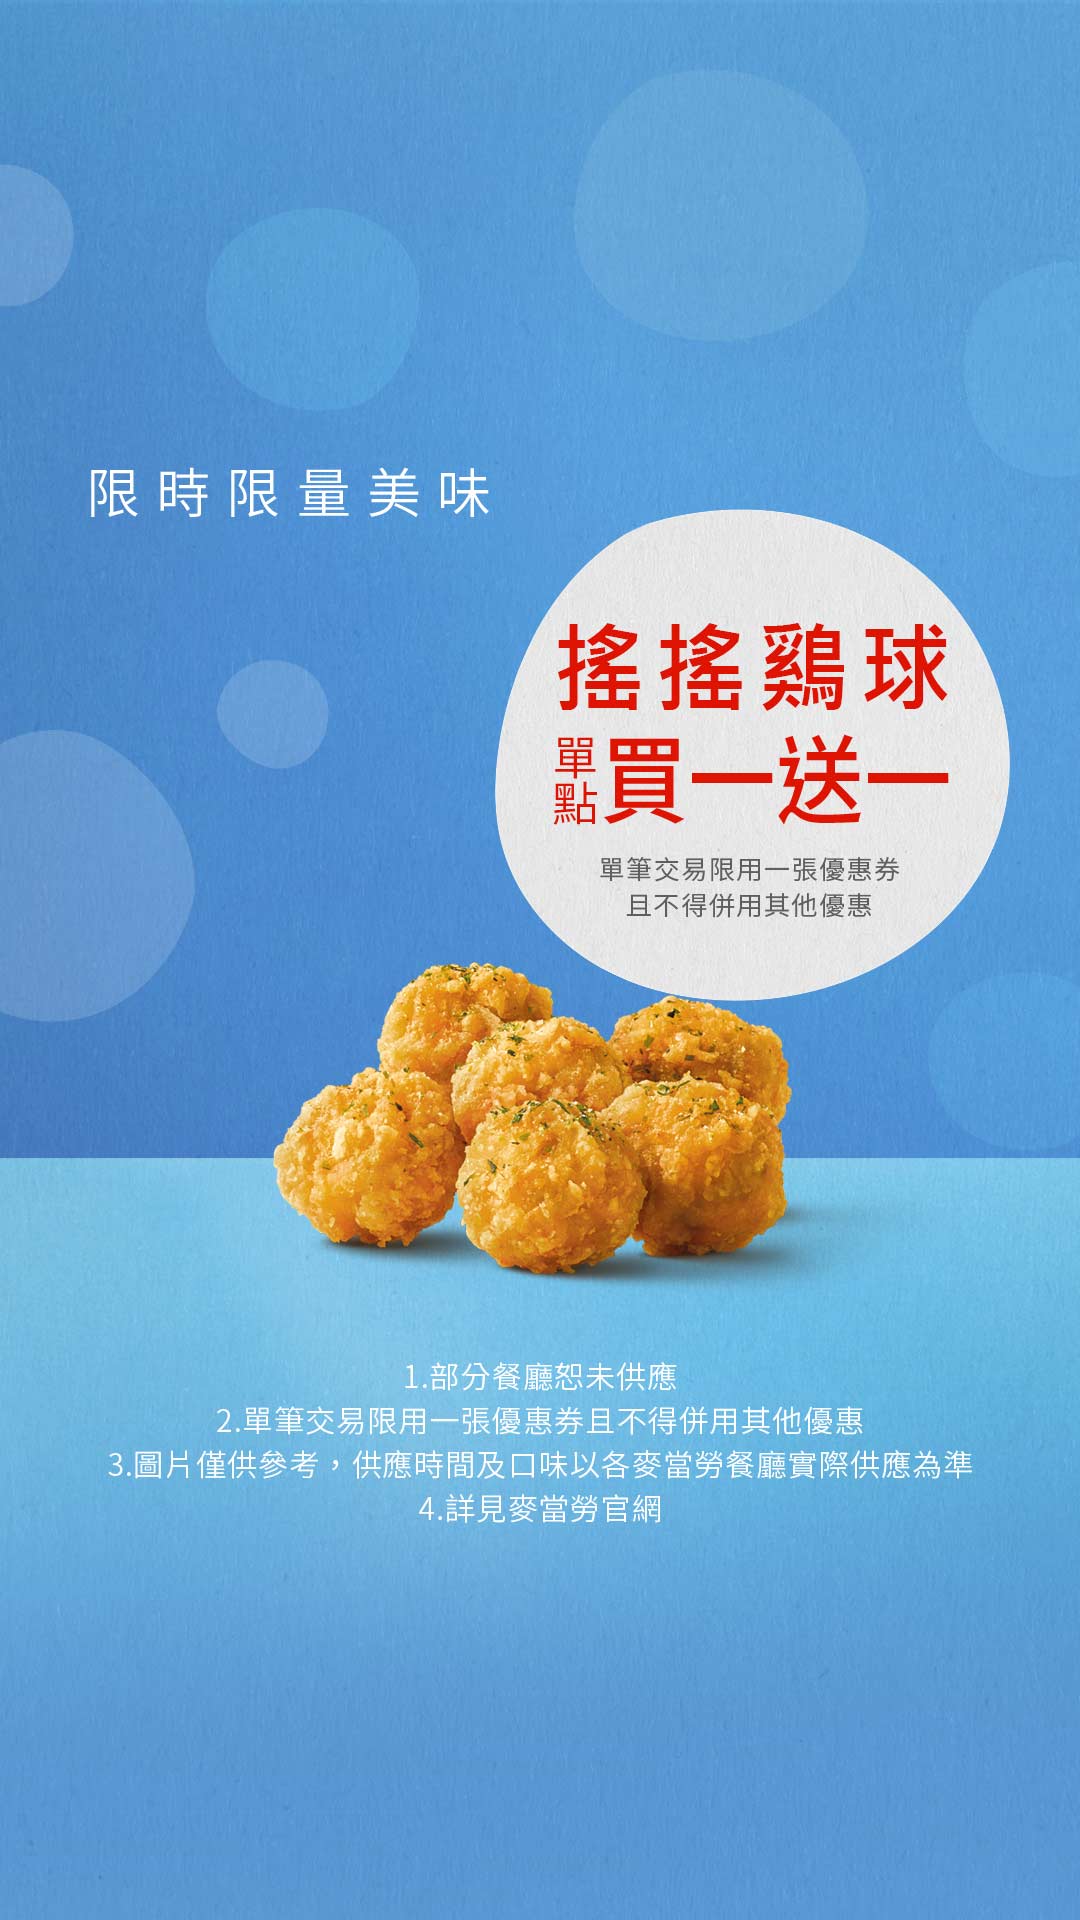 限時限量美味
搖搖鷄球
單點買一送一
單筆交易限用一張優惠券
且不得併用其他優惠
1.部分餐廳恕未供應
2.單筆交易限用一張優惠券且不得併用其他優惠
3.圖片僅供參考，供應時間及口味以各麥當勞餐廳實際供應為準
4.詳見麥當勞官網